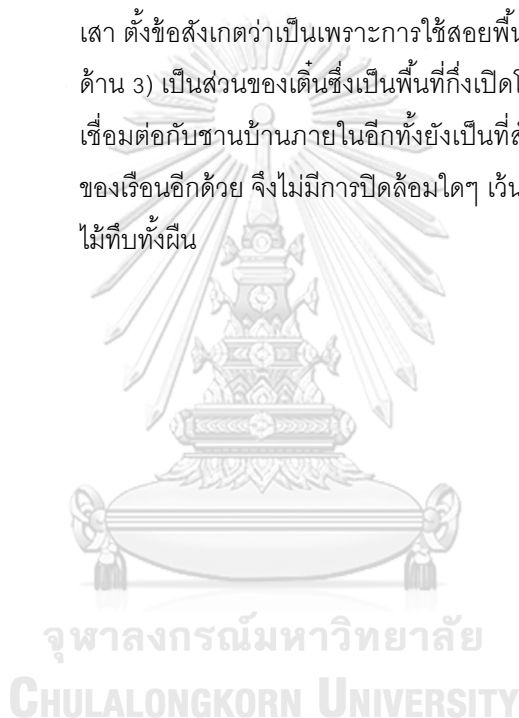 เสา ตั้งข้อสังเกตว่าเป็นเพราะการใช้สอยพื้น
ด้าน 3) เป็นส่วนของเติ๋นซึ่งเป็นพื้นที่กึ่งเปิดโ
เชื่อมต่อกับชานบ้านภายในอีกทั้งยังเป็นที่สั
ของเรือนอีกด้วย จึงไม่มีการปิดล้อมใดๆ เว้น
ไม้ทึบทั้งผืน
จุฬาลงกรณ์มหาวิทยาลัย
CHULALONGKORN UNIVERSITY